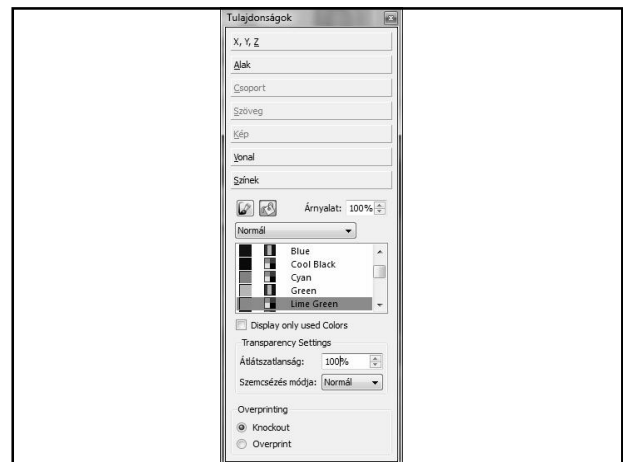 Tulajdonságok
X, Y, Z
Alak
Csoport
Szöveg
Kép
Vonal
Színek
Árnyalat: 100%
Normál
Blue
Cool Black
Cyan
Green
Lime Green
Display only used Colors
Transparency Settings
Átlátszatlanság: 100%
Szemcsézés módja: Normál
Overprinting
Knockout
Overprint